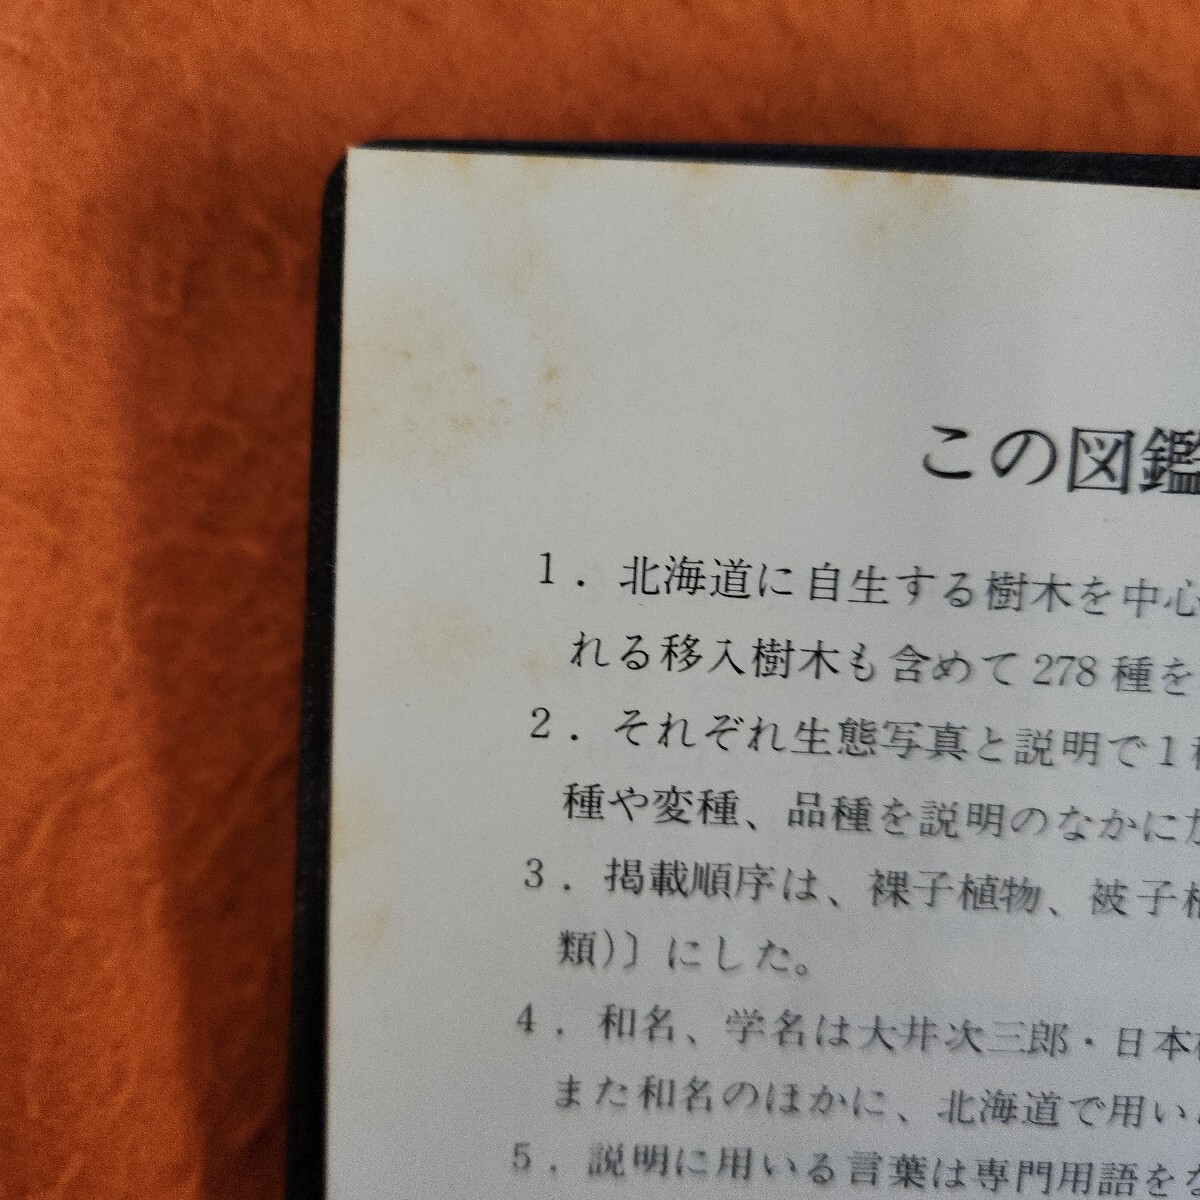 この図鑑
1．北海道に自生する樹木を中心
れる移入樹木も含めて278種を
2．それぞれ生態写真と説明で1種
種や変種、品種を説明のなかに
3．掲載順序は、裸子植物、被子植
類)〕にした。
4．和名、学名は大井次三郎・日本
また和名のほかに、北海道で用い
5．説明に用いる言葉は専門用語を